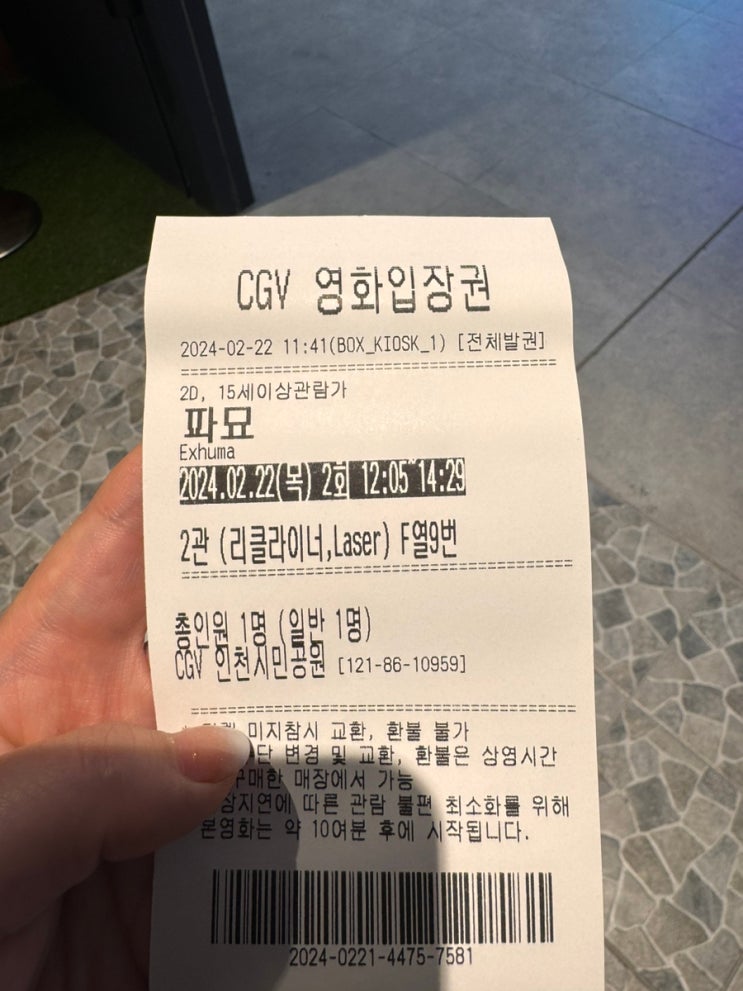 CGV 영화입장권
2024-02-22 11:41(BOX_KIOSK_1) [전체발권]
2D, 15세이상관람가
파묘
Exhuma
2024.02.22(목) 2회 12:05~14:29
2관 (리클라이너,Laser) F열9번
총인원 1명 (일반 1명)
CGV 인천시민공원 [121-86-10959]
미지참시 교환, 환불 불가
변경 및 교환, 환불은 상영시간
구매한 매장에서 가능
따른 관람 불편 최소화를 위해
본영화는 약 10여분 후에 시작됩니다.
2024-0221-4475-7581